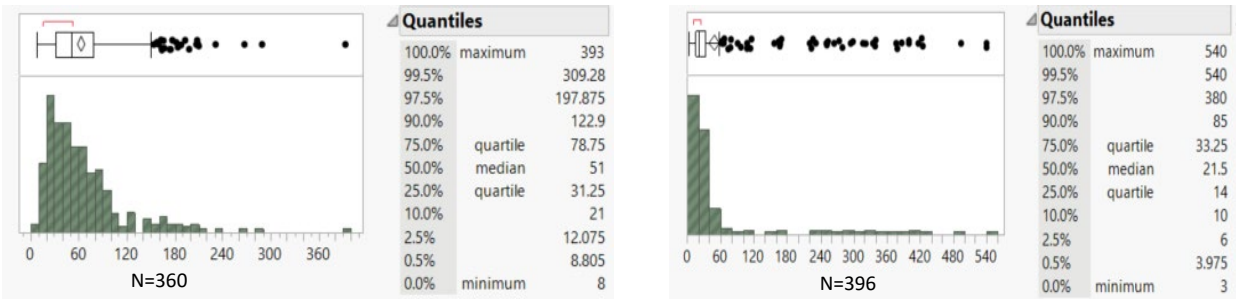 Quantiles
100.0% maximum 393
99.5% 309.28
97.5% 197.875
90.0% 122.9
75.0% quartile 78.75
50.0% median 51
25.0% quartile 31.25
10.0% 21
2.5% 12.075
0.5% 8.805
0.0% minimum 8
0 60 120 180 240 300 360
N=360
Quantiles
100.0% maximum 540
99.5% 540
97.5% 380
90.0% 85
75.0% quartile 33.25
50.0% median 21.5
25.0% quartile 14
10.0% 10
2.5% 6
0.5% 3.975
0.0% minimum 3
0 60 120 180 240 300 360 420 480 540
N=396